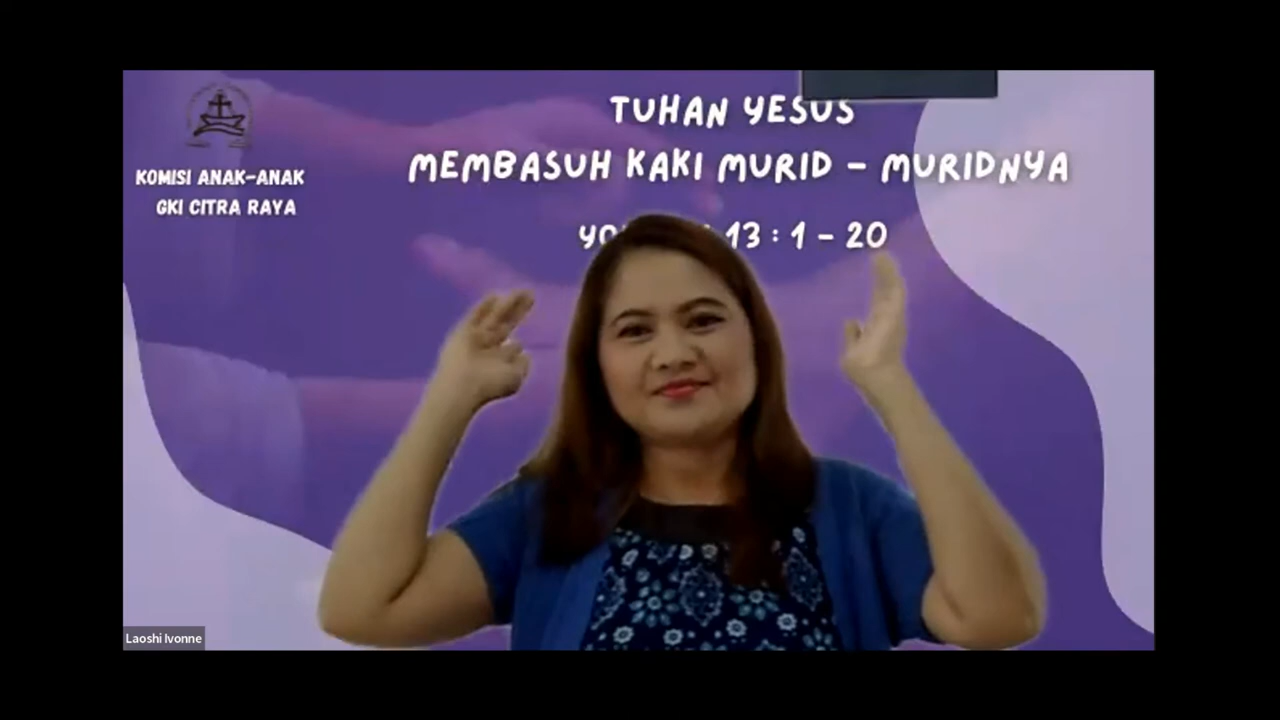 KOMISI ANAK-ANAK
GKI CITRA RAYA
TUHAN YESUS
MEMBASUH KAKI MURID - MURIDNYA
13 : 1 - 20
Laoshi Ivonne